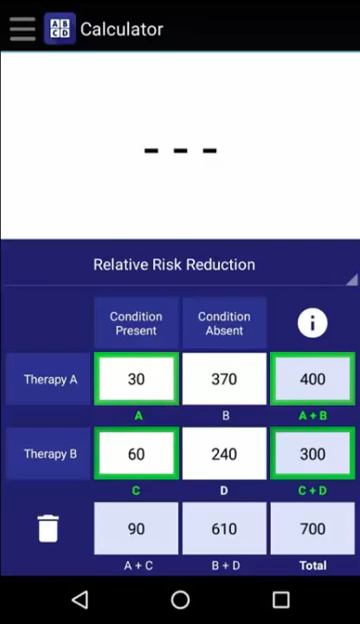 A B C D Calculator
---
Relative Risk Reduction
Condition Present Condition Absent i
Therapy A 30 370 400
A B A + B
Therapy B 60 240 300
C D C + D
90 610 700
A + C B + D Total